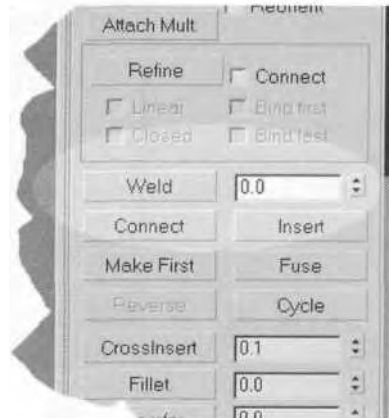 Reorient
Attach Mult.
Refine
Connect
Linear
Bind first
Closed
Bind last
Weld
0.0
Connect
Insert
Make First
Fuse
Reverse
Cycle
CrossInsert
0.1
Fillet
0.0
0.0